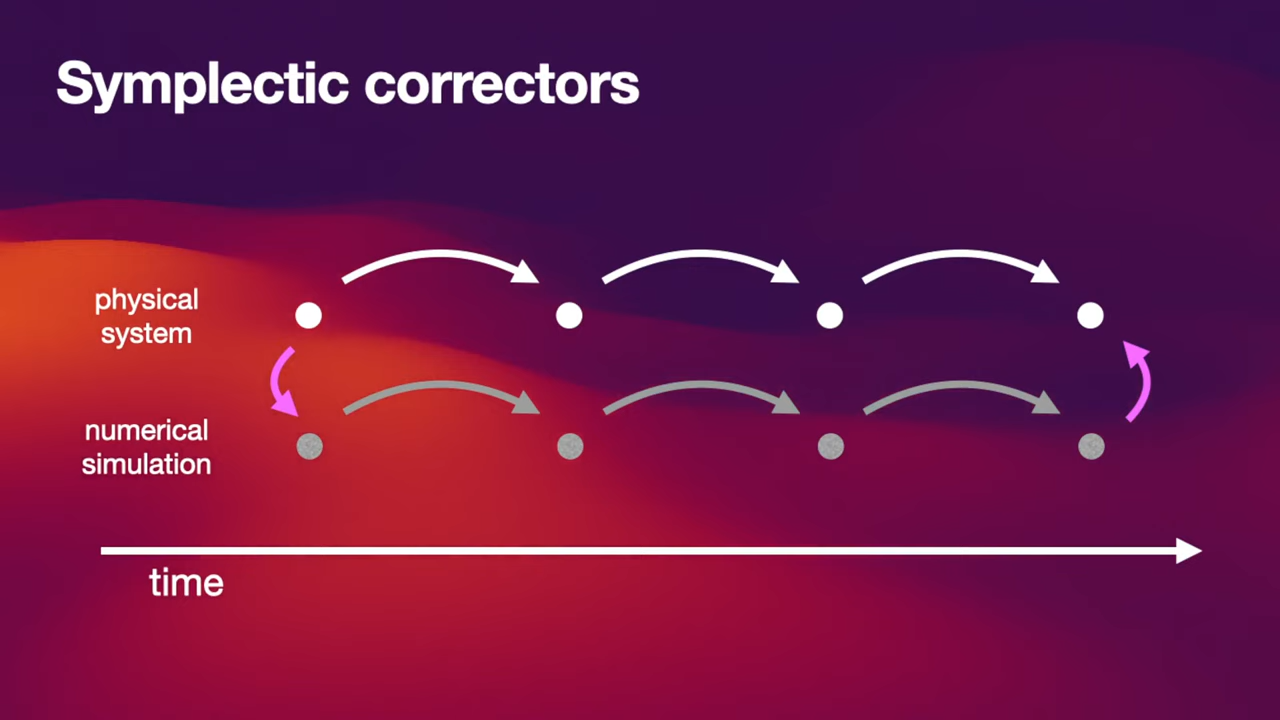 Symplectic correctors
physical
system
numerical
simulation
time